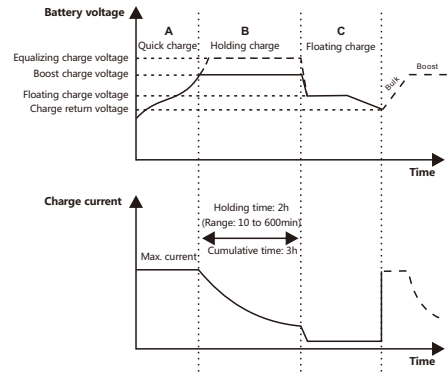 Battery voltage
A
B
C
Quick charge
Holding charge
Floating charge
Equalizing charge voltage
Boost charge voltage
Floating charge voltage
Charge return voltage
Bulk
Boost
Time
Charge current
Holding time: 2h
(Range: 10 to 600min)
Cumulative time: 3h
Max. current
Time